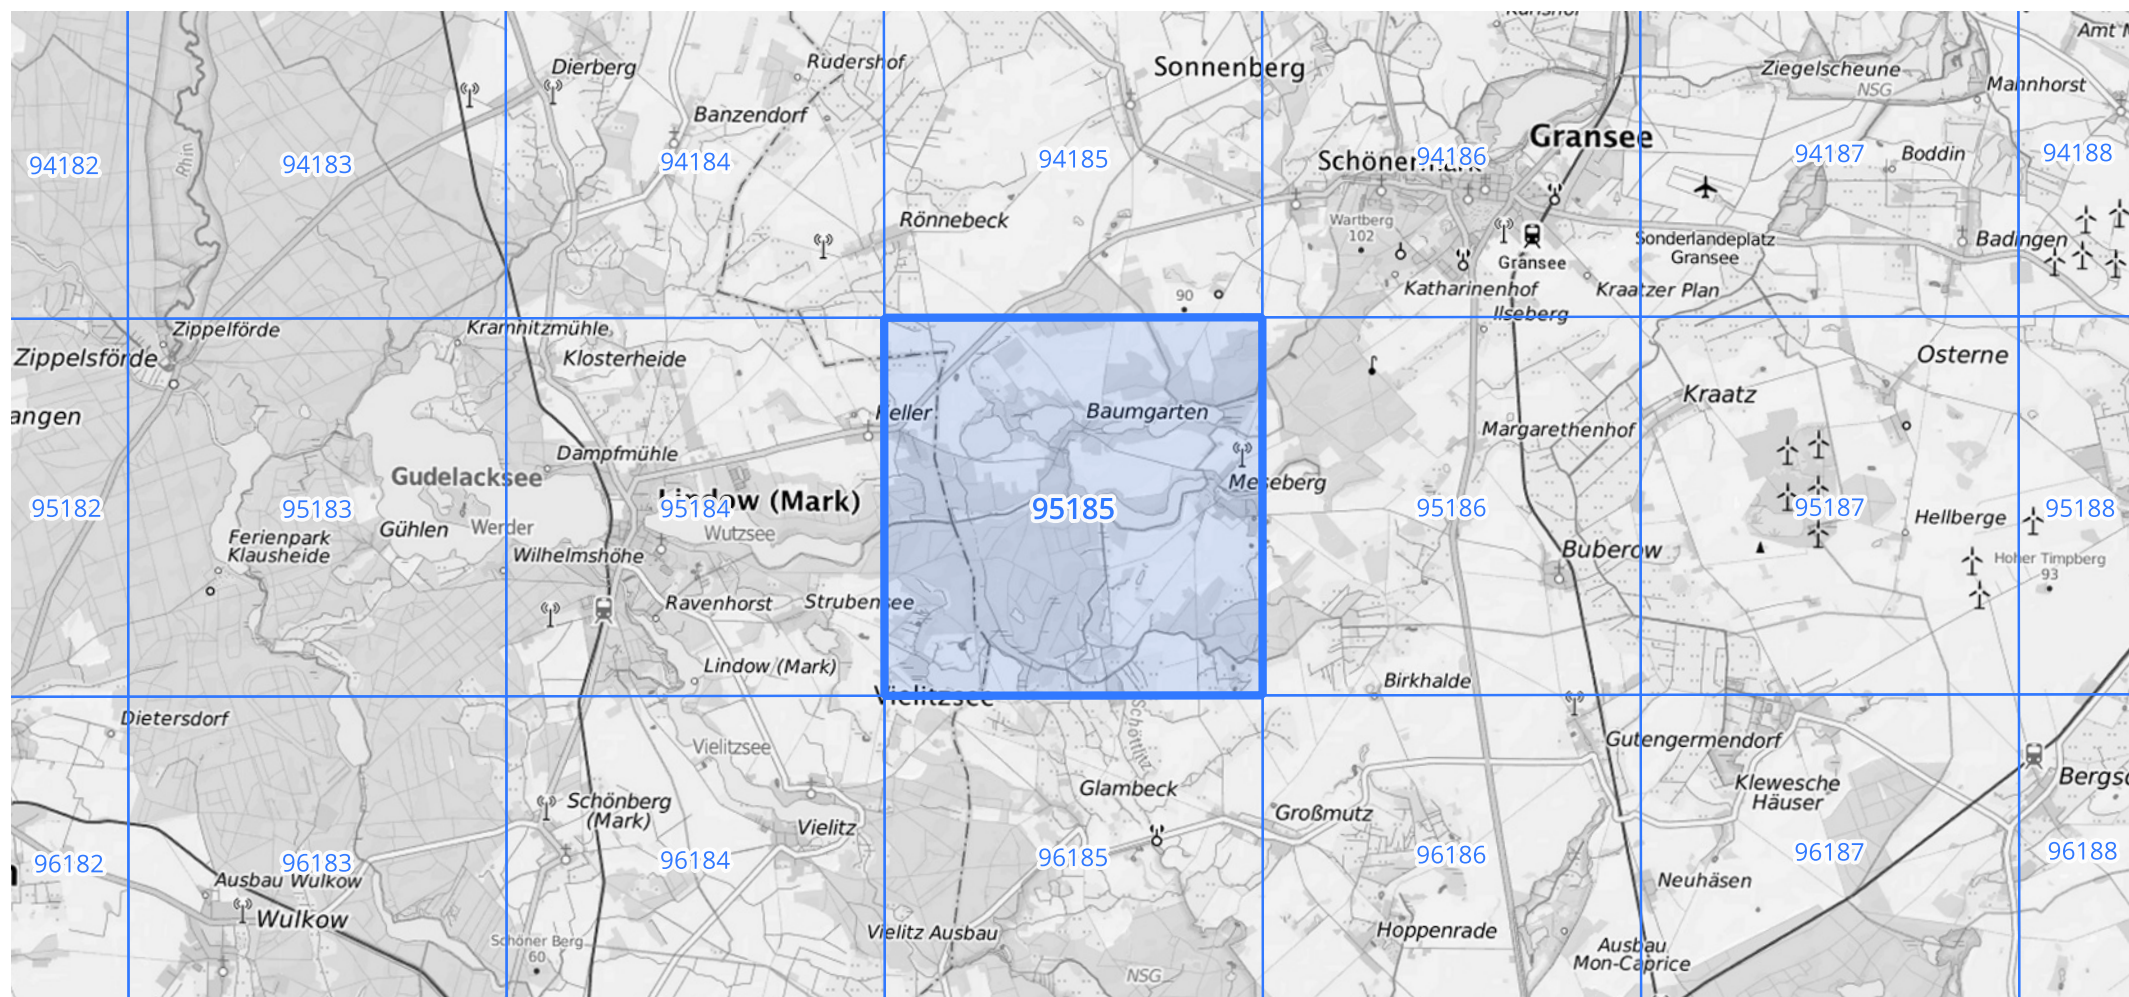 Dierberg
Rudershof
Banzendorf
Rhin
94182
94183
94184
94185
Sonnenberg
Gransee
94186
Wartberg
102
Gransee
Katharinenhof
Kraatzer Plan
Ilseberg
Ziegelscheune
NSG
Mannhorst
94187
Boddin
94188
Sonderlandeplatz
Gransee
Badingen
Rönnebeck
90
Zippelförde
Zippelsförde
Kramnitzmühle
Klosterheide
Keller
Baumgarten
Osterne
Kraatz
Margarethenhof
Dampfmühle
Gudelacksee
Lindow (Mark)
Meseberg
95182
95183
95184
95185
95186
95187
95188
Gühlen
Werder
Wutzsee
Hellberge
Ferienpark
Klausheide
Wilhelmshöhe
Buberow
Hoher Timpberg
93
Ravenhorst
Strubensee
Lindow (Mark)
Birkhalde
Vielitzsee
Dietersdorf
Vielitzsee
Schöttlitz
Gutengermendorf
Klewesche
Häuser
Glambeck
Großmutz
Schönberg
(Mark)
Vielitz
96182
96183
96184
96185
96186
96187
96188
Ausbau Wulkow
Wulkow
Neuhäsen
Schöner Berg
60
Vielitz Ausbau
Hoppenrade
Ausbau
Mon-Caprice
NSG